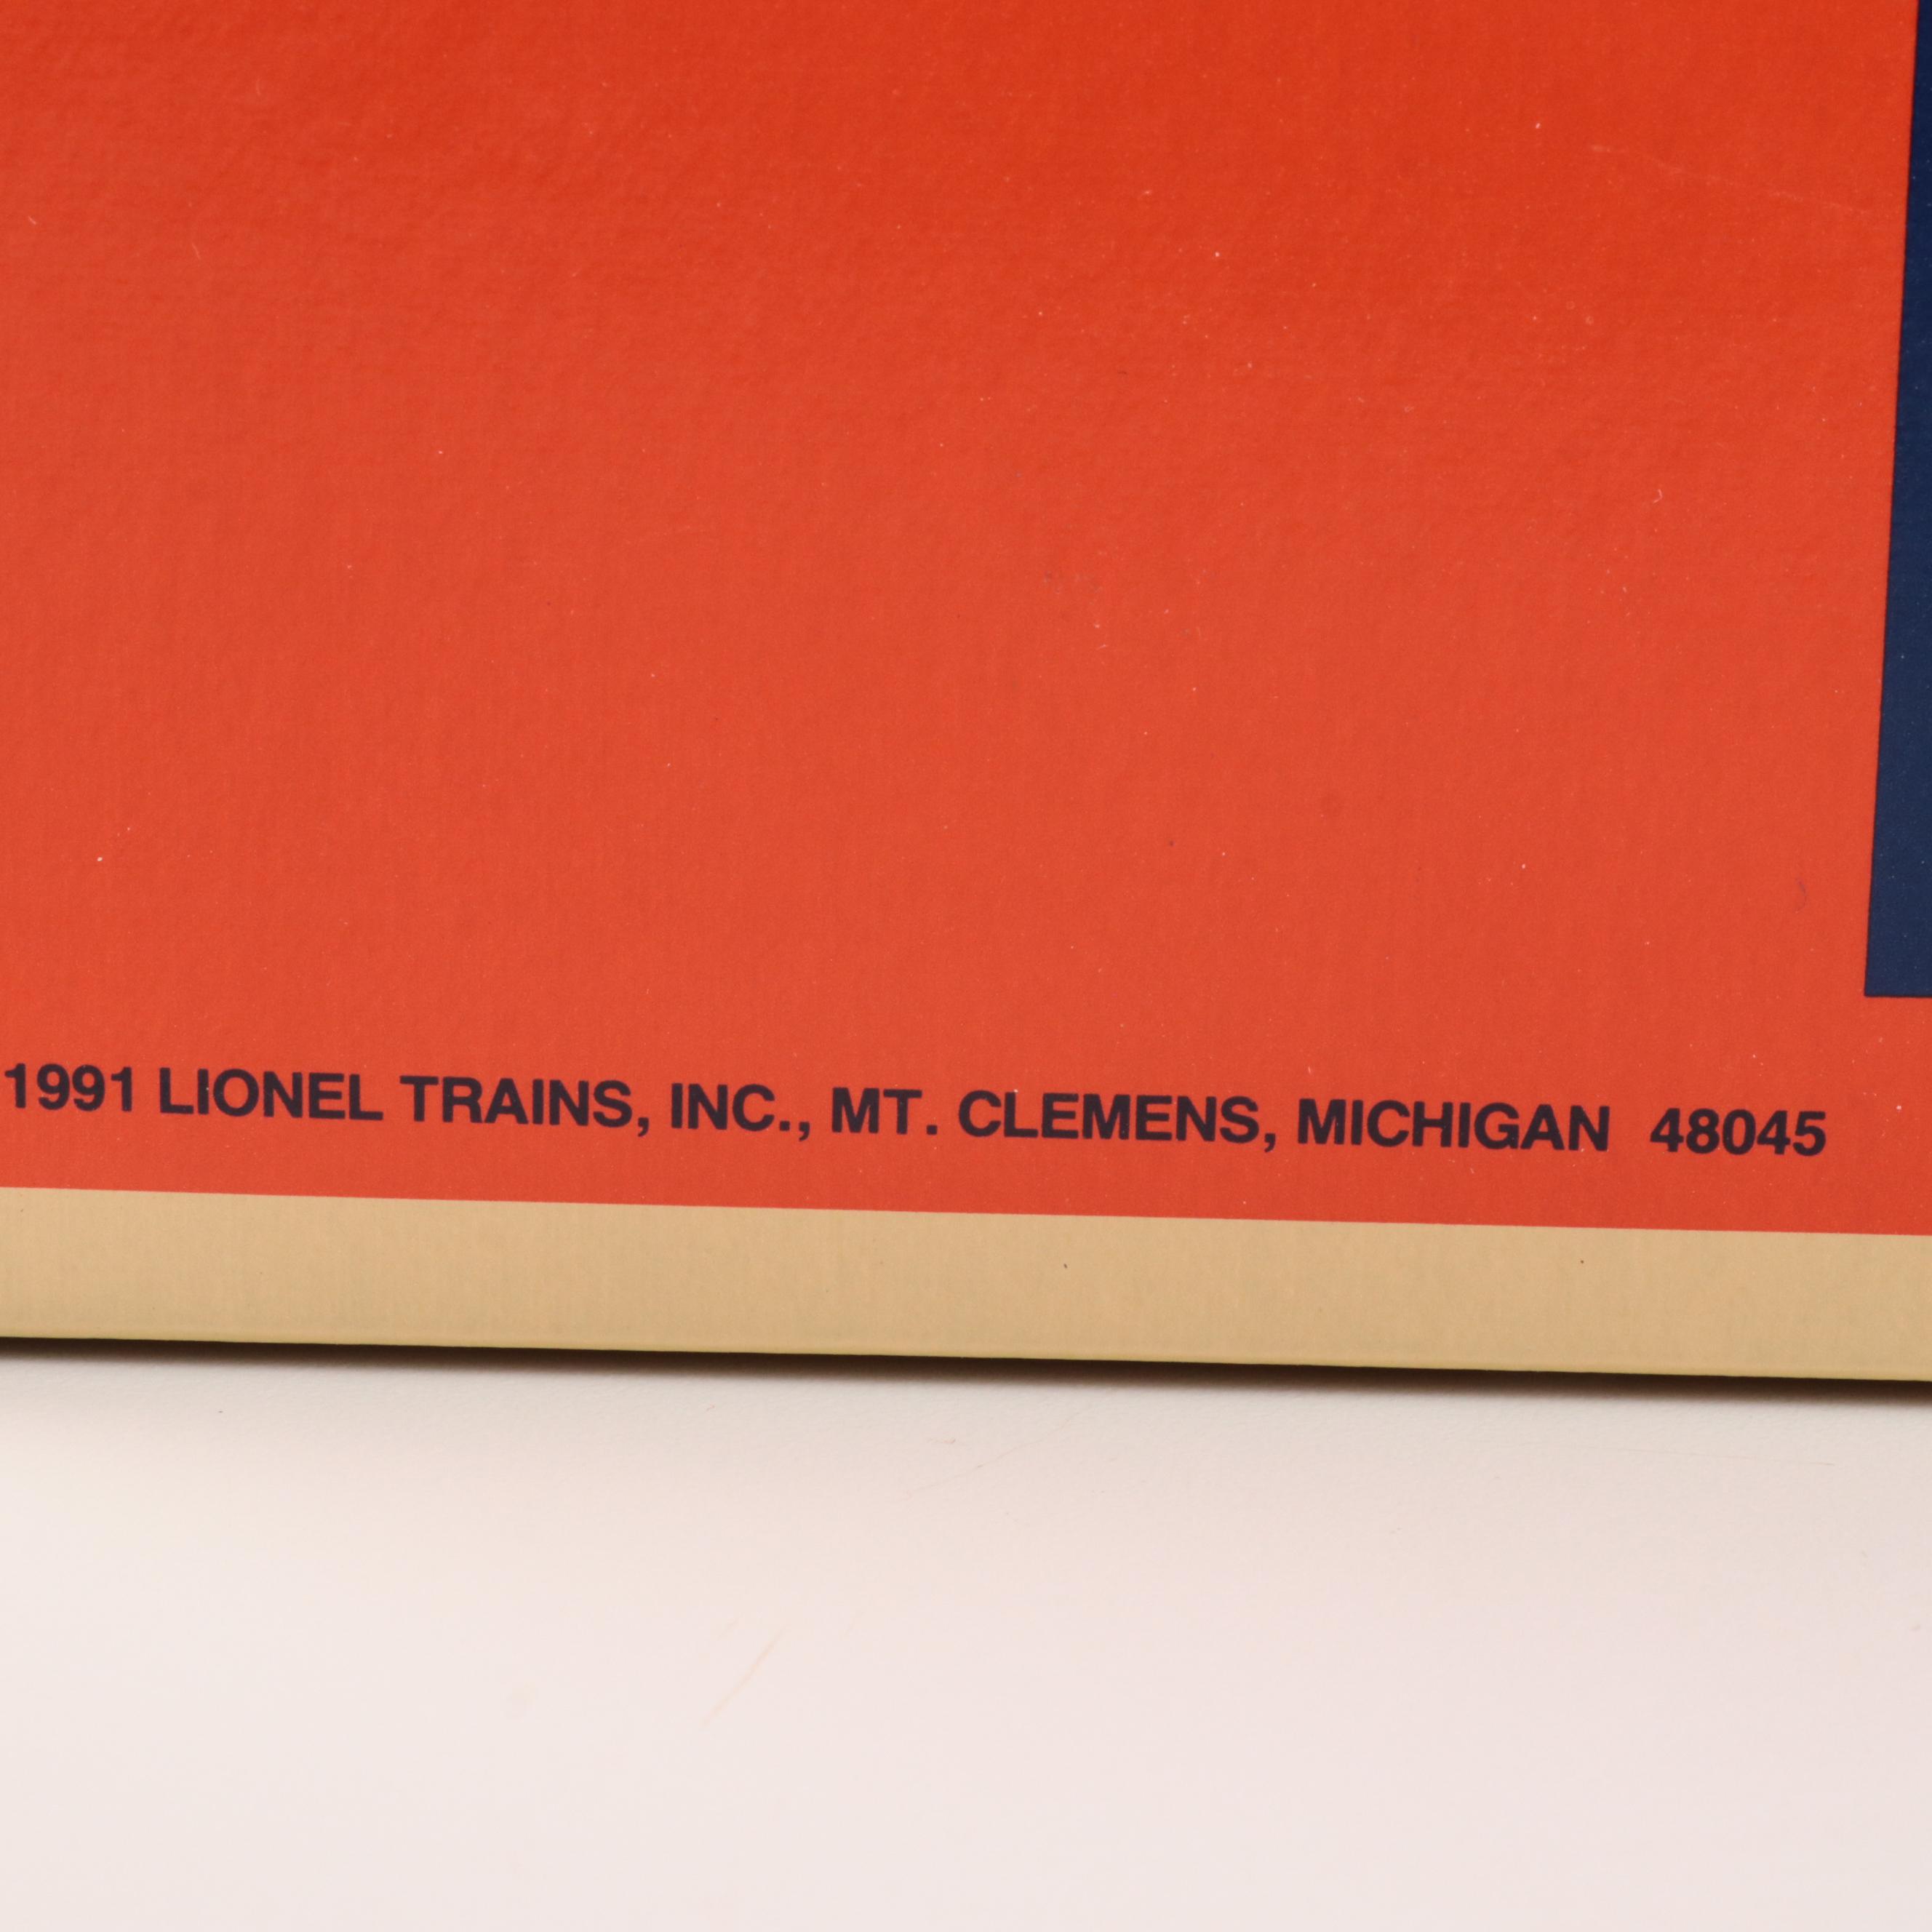 1991 LIONEL TRAINS, INC., MT. CLEMENS, MICHIGAN 48045